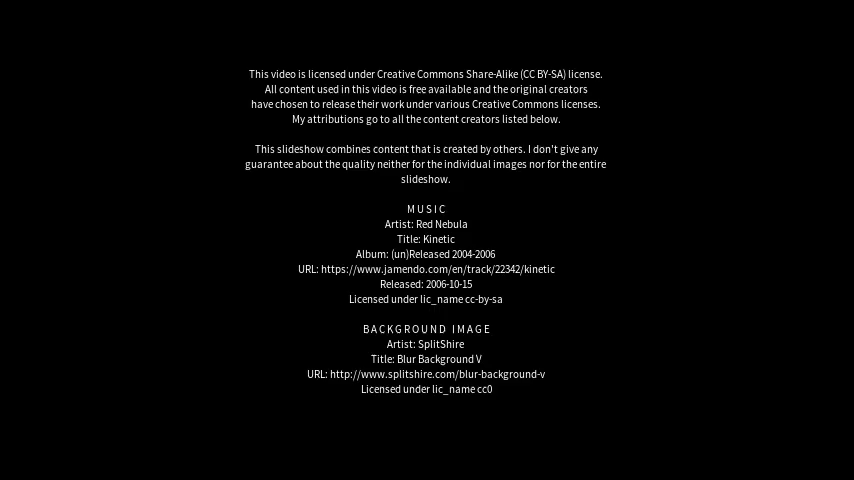 This video is licensed under Creative Commons Share-Alike (CC BY-SA) license.
All content used in this video is free available and the original creators
have chosen to release their work under various Creative Commons licenses.
My attributions go to all the content creators listed below.
This slideshow combines content that is created by others. I don't give any
guarantee about the quality neither for the individual images nor for the entire
slideshow.
MUSIC
Artist: Red Nebula
Title: Kinetic
Album: (un)Released 2004-2006
URL: https://www.jamendo.com/en/track/22342/kinetic
Released: 2006-10-15
Licensed under lic_name cc-by-sa
BACKGROUND IMAGE
Artist: SplitShire
Title: Blur Background V
URL: http://www.splitshire.com/blur-background-v
Licensed under lic_name cc0